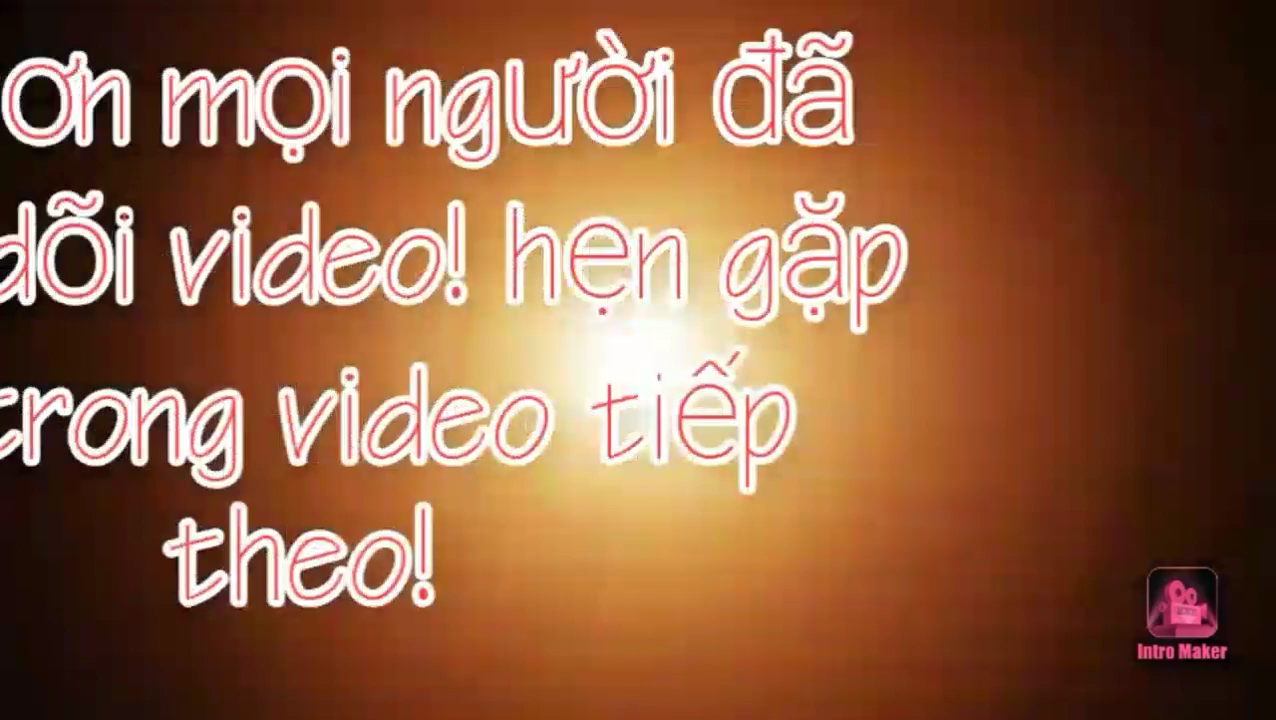 ơn mọi người đã
dõi video! hẹn gặp
trong video tiếp
theo!
Intro Maker